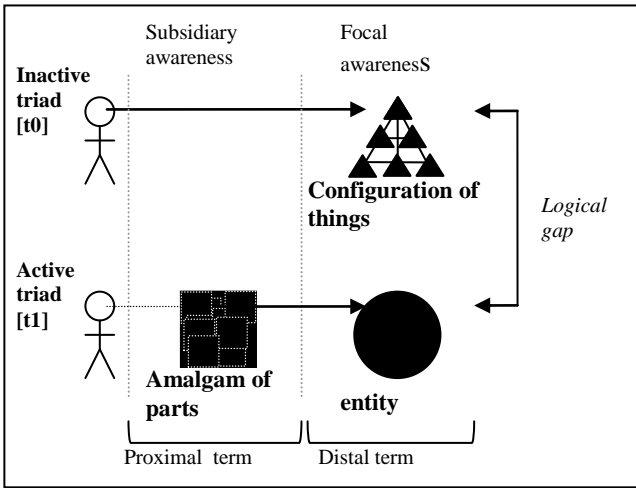 Subsidiary
awareness
Focal
awarenesS
Inactive
triad
[t0]
Configuration of
things
Logical
gap
Active
triad
[t1]
Amalgam of
parts
entity
Proximal term
Distal term